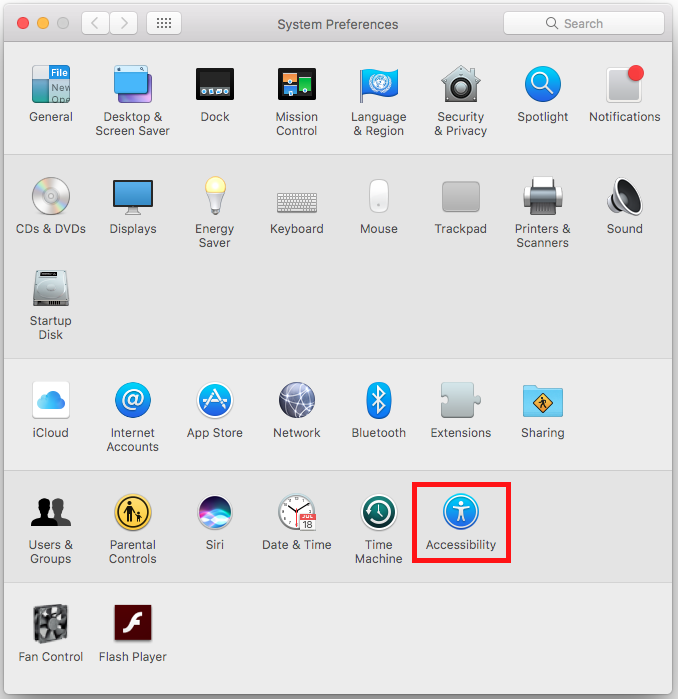 System Preferences
Search
File
New
Ope
General
Desktop &
Screen Saver
Dock
Mission
Control
Language
& Region
Security
& Privacy
Spotlight
Notifications
CDs & DVDs
Displays
Energy
Saver
Keyboard
Mouse
Trackpad
Printers &
Scanners
Sound
Startup
Disk
iCloud
@
Internet
Accounts
App Store
Network
Bluetooth
Extensions
Sharing
Users &
Groups
Parental
Controls
Siri
JUL
18
Date & Time
Time
Machine
Accessibility
Fan Control
Flash Player